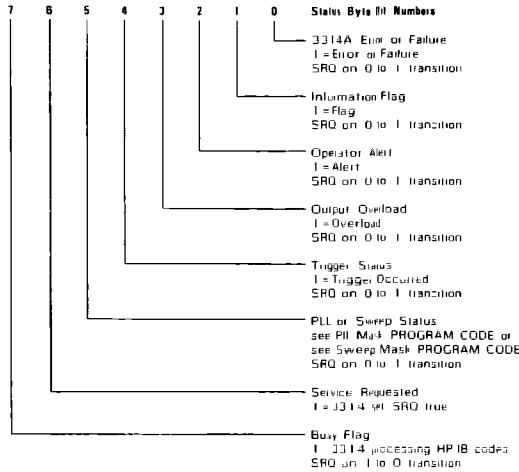 7 6 5 4 3 2 1 0 Status Byte Bit Numbers
3314A Error or Failure
1 = Error or Failure
SRQ on 0 to 1 transition
Information Flag
1 = Flag
SRQ on 0 to 1 transition
Operator Alert
1 = Alert
SRQ on 0 to 1 transition
Output Overload
1 = Overload
SRQ on 0 to 1 transition
Trigger Status
1 = Trigger Occurred
SRQ on 0 to 1 transition
PLL or Sweep Status
see Pll Mask PROGRAM CODE or
see Sweep Mask PROGRAM CODE
SRQ on 0 to 1 transition
Service Requested
1 = 3314 set SRQ true
Busy Flag
1 3314 processing HP IB codes
SRQ on 1 to 0 transition